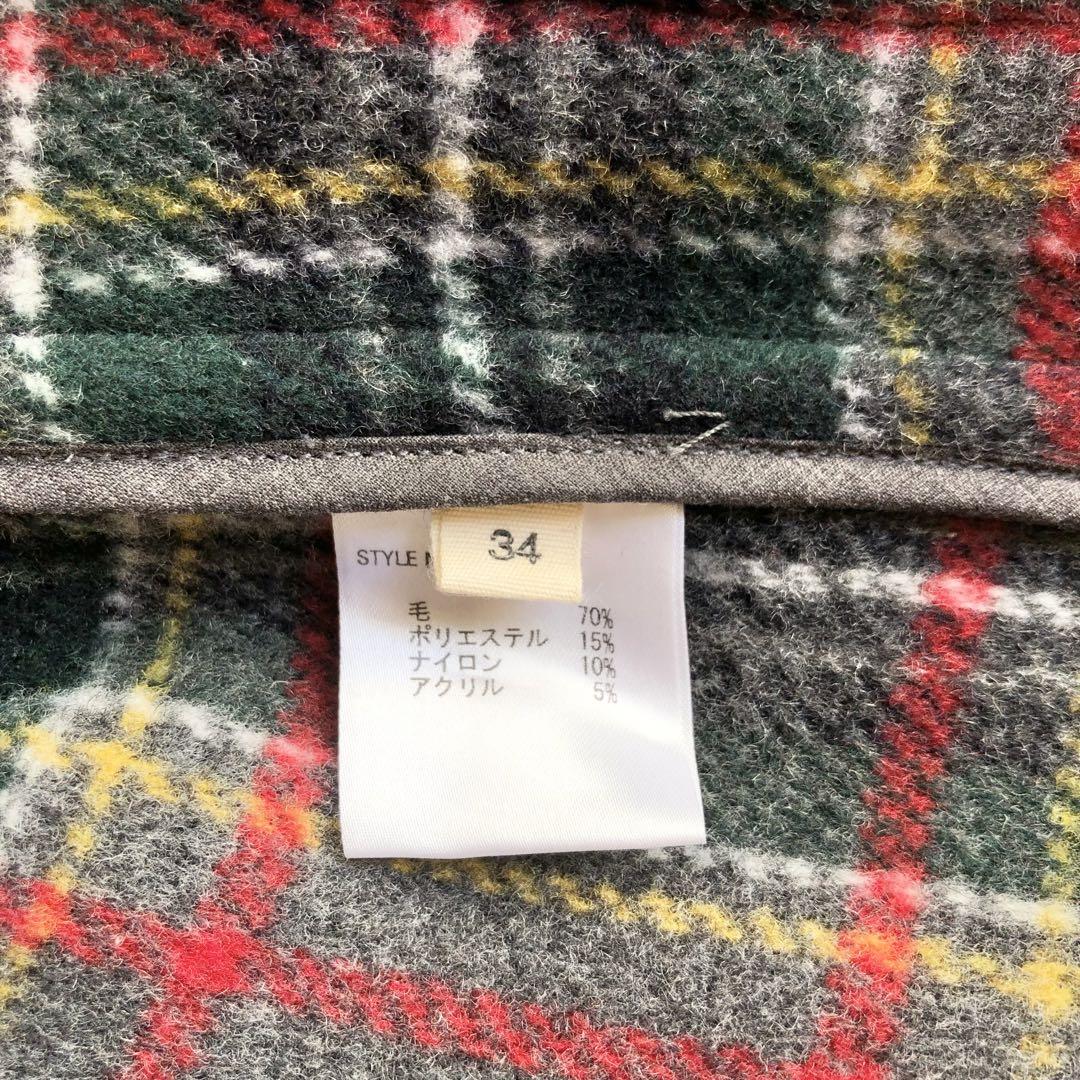 34
STYLE
毛 70%
ポリエステル 15%
ナイロン 10%
アクリル 5%